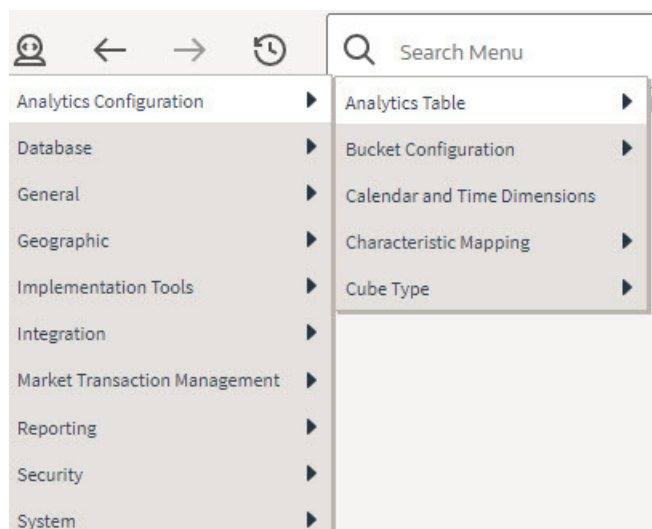 Search Menu
Analytics Configuration
Database
General
Geographic
Implementation Tools
Integration
Market Transaction Management
Reporting
Security
System
Analytics Table
Bucket Configuration
Calendar and Time Dimensions
Characteristic Mapping
Cube Type